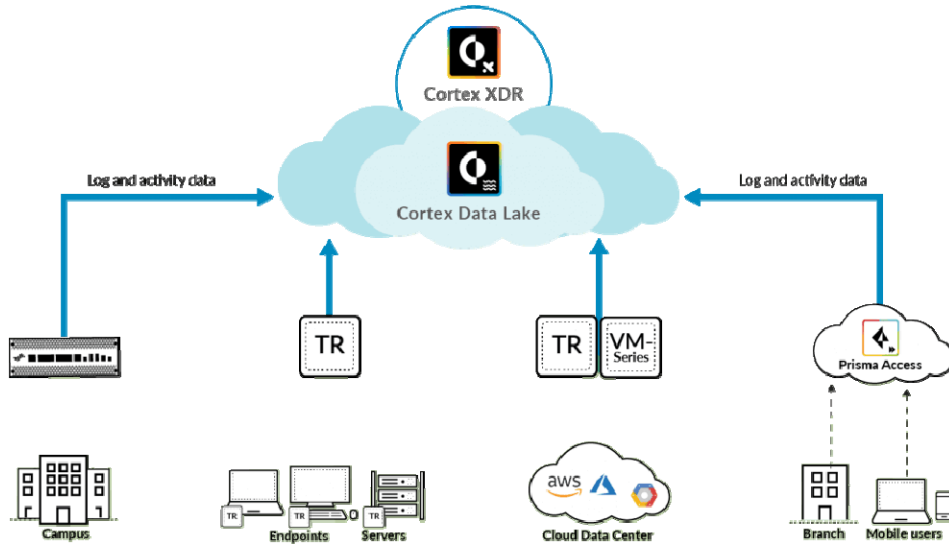 Cortex XDR
Cortex Data Lake
Log and activity data
Log and activity data
TR
TR
VM-
Series
Prisma Access
Campus
TR
TR
TR
Endpoints
Servers
aws
Cloud Data Center
Branch
Mobile users